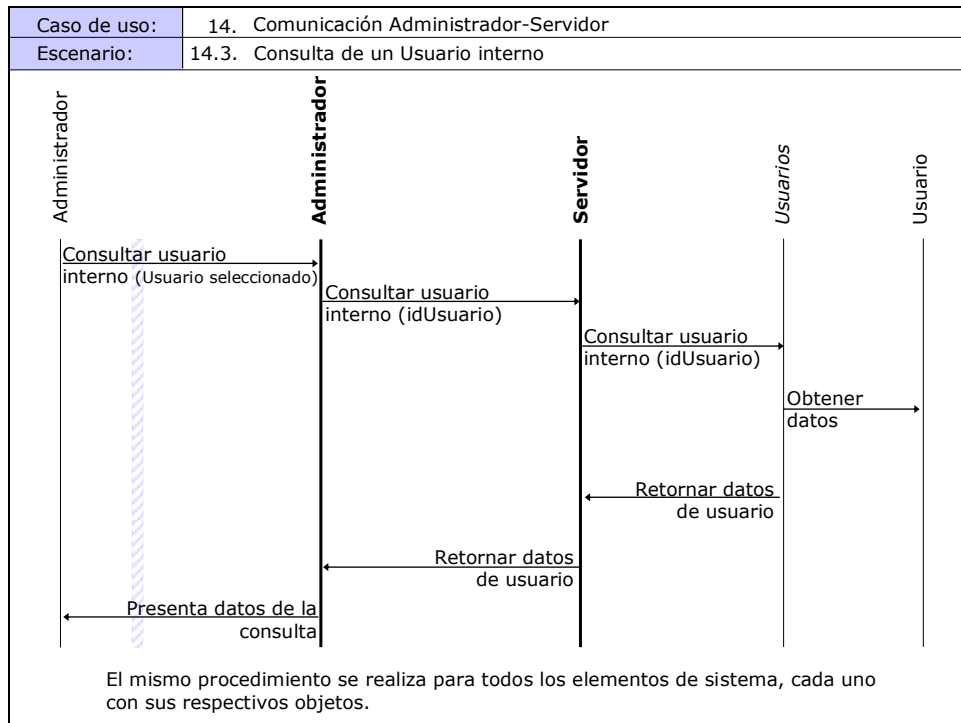 Caso de uso: 14. Comunicación Administrador-Servidor
Escenario: 14.3. Consulta de un Usuario interno
Administrador
Administrador
Servidor
Usuarios
Usuario
Consultar usuario
interno (Usuario seleccionado)
Consultar usuario
interno (idUsuario)
Consultar usuario
interno (idUsuario)
Obtener
datos
Retornar datos
de usuario
Retornar datos
de usuario
Presenta datos de la
consulta
El mismo procedimiento se realiza para todos los elementos de sistema, cada uno
con sus respectivos objetos.